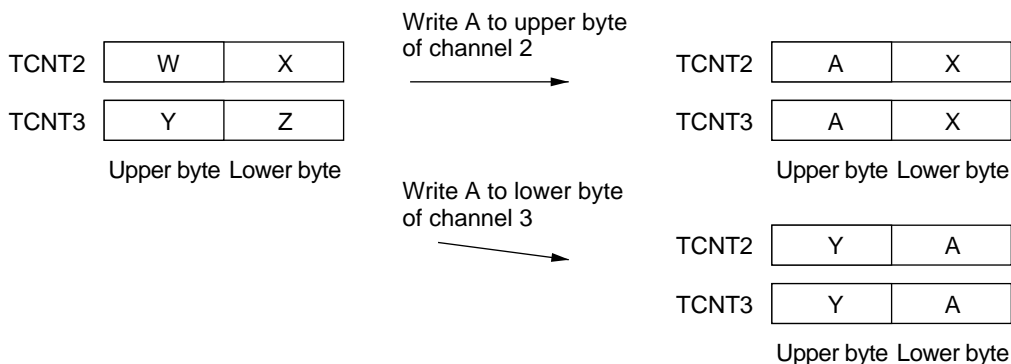 Write A to upper byte
of channel 2
TCNT2 W X
TCNT3 Y Z
Upper byte Lower byte
TCNT2 A X
TCNT3 A X
Upper byte Lower byte
Write A to lower byte
of channel 3
TCNT2 Y A
TCNT3 Y A
Upper byte Lower byte